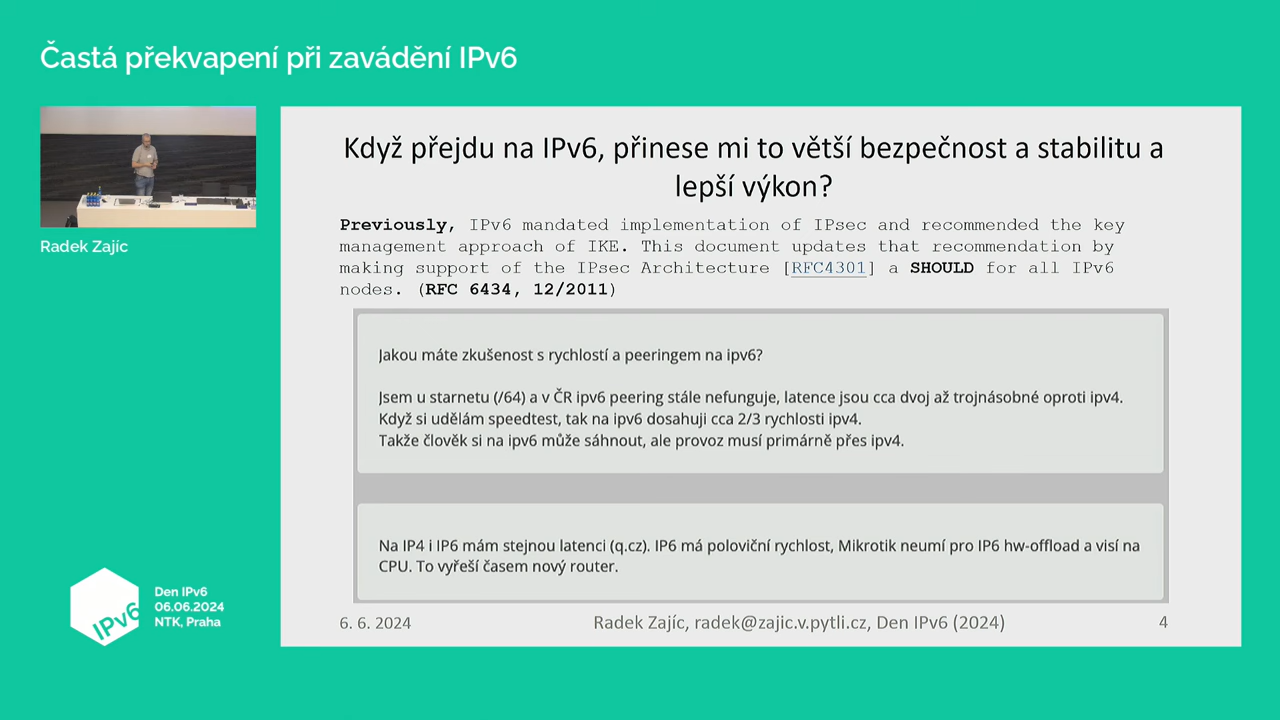 Častá překvapení při zavádění IPv6
Radek Zajíc
Když přejdu na IPv6, přinese mi to větší bezpečnost a stabilitu a
lepší výkon?
Previously, IPv6 mandated implementation of IPsec and recommended the key
management approach of IKE. This document updates that recommendation by
making support of the IPsec Architecture [RFC4301] a SHOULD for all IPv6
nodes. (RFC 6434, 12/2011)
Jakou máte zkušenost s rychlostí a peeringem na ipv6?
Jsem u starnetu (/64) a v ČR ipv6 peering stále nefunguje, latence jsou cca dvoj až trojnásobné oproti ipv4.
Když si udělám speedtest, tak na ipv6 dosahuji cca 2/3 rychlosti ipv4.
Takže člověk si na ipv6 může sáhnout, ale provoz musí primárně přes ipv4.
Na IP4 i IP6 mám stejnou latenci (q.cz). IP6 má poloviční rychlost, Mikrotik neumí pro IP6 hw-offload a visí na
CPU. To vyřeší časem nový router.
6. 6. 2024
Radek Zajíc, radek@zajic.v.pytli.cz, Den IPv6 (2024)
4
IPv6
Den IPv6
06.06.2024
NTK, Praha